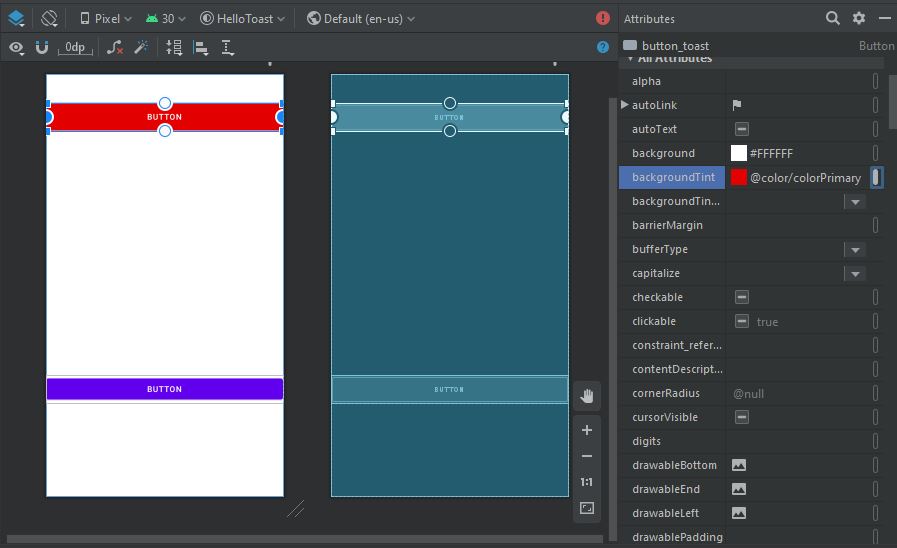 Pixel
30
HelloToast
Default (en-us)
Attributes
0dp
?
button_toast
Button
All Attributes
alpha
autoLink
autoText
background
#FFFFFF
backgroundTint
@color/colorPrimary
backgroundTin...
barrierMargin
bufferType
capitalize
checkable
clickable
true
constraint_refer...
contentDescript...
cornerRadius
@null
cursorVisible
digits
drawableBottom
drawableEnd
drawableLeft
drawablePadding
BUTTON
BUTTON
BUTTON
BUTTON
1:1